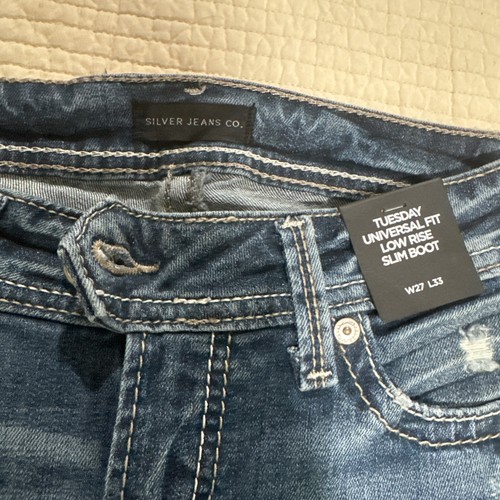 SILVER JEANS CO.
TUESDAY
UNIVERSAL FIT
LOW RISE
SLIM BOOT
W27 L33